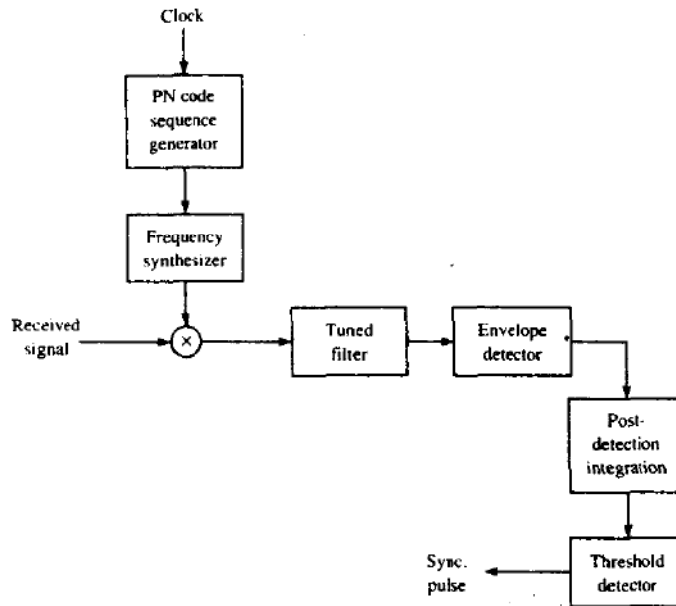 Clock
PN code
sequence
generator
Frequency
synthesizer
Received
signal
×
Tuned
filter
Envelope
detector
Post-
detection
integration
Threshold
detector
Sync.
pulse